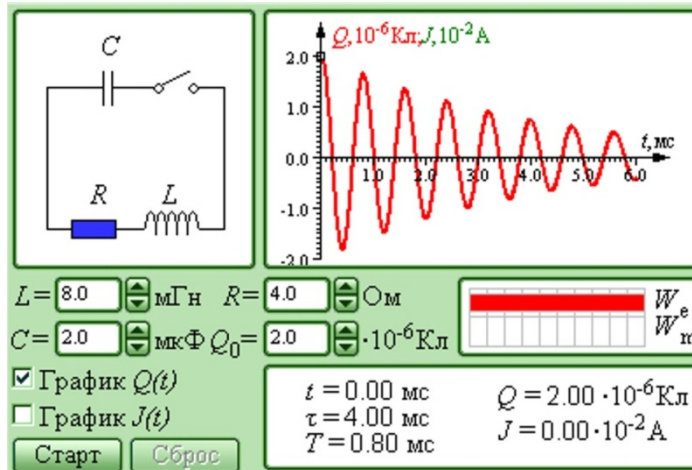 C
R L
Q,10⁻⁶Кл;J,10⁻²А
2.0
1.0
0.0
-1.0
-2.0
1.0 2.0 3.0 4.0 5.0 6.0
t, мс
L = 8.0 мГн R = 4.0 Ом
C = 2.0 мкФ Q₀ = 2.0 ·10⁻⁶Кл
График Q(t)
График J(t)
Старт Сброс
Wₑ
Wₘ
t = 0.00 мс
τ = 4.00 мс
T = 0.80 мс
Q = 2.00 ·10⁻⁶Кл
J = 0.00·10⁻²А